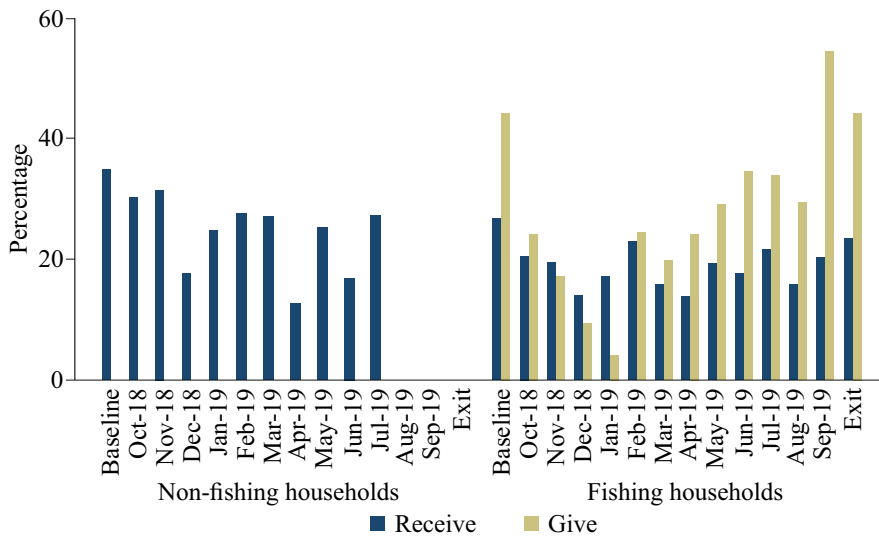 60
40
20
0
Percentage
Baseline
Oct-18
Nov-18
Dec-18
Jan-19
Feb-19
Mar-19
Apr-19
May-19
Jun-19
Jul-19
Aug-19
Sep-19
Exit
Baseline
Oct-18
Nov-18
Dec-18
Jan-19
Feb-19
Mar-19
Apr-19
May-19
Jun-19
Jul-19
Aug-19
Sep-19
Exit
Non-fishing households
Fishing households
Receive
Give